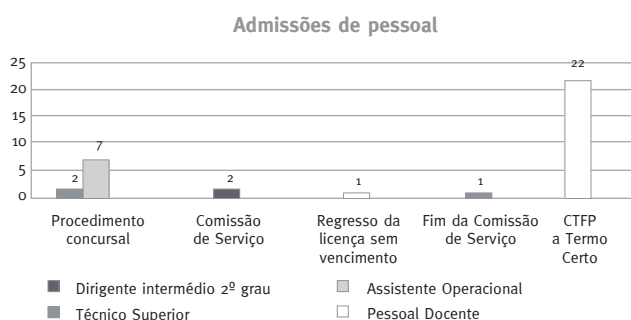 Admissões de pessoal
25
20
15
10
5
0
2
7
2
1
1
22
Procedimento
concursal
Comissão
de Serviço
Regresso da
licença sem
vencimento
Fim da Comissão
de Serviço
CTFP
a Termo
Certo
Dirigente intermédio 2º grau
Assistente Operacional
Técnico Superior
Pessoal Docente